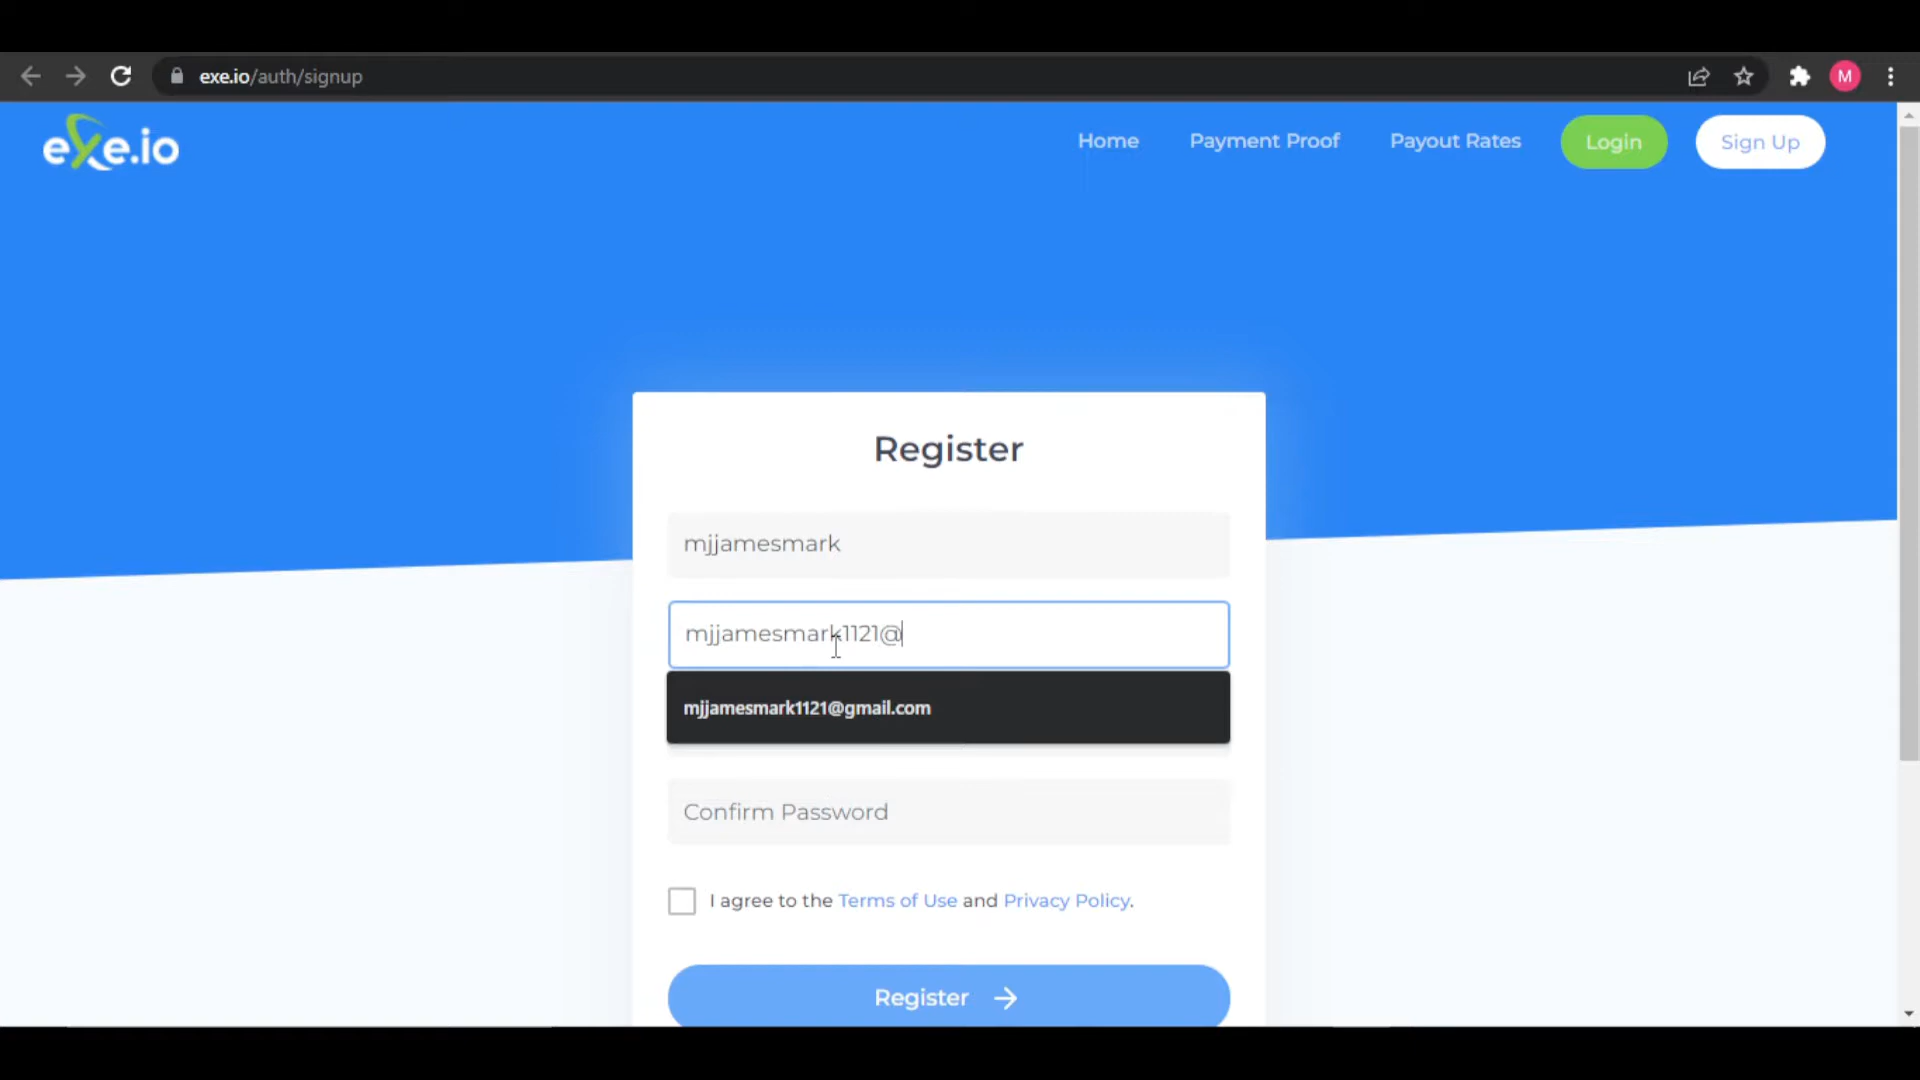 exe.io/auth/signup
M
exe.io
Home
Payment Proof
Payout Rates
Login
Sign Up
Register
mjjamesmark
mjjamesmark1121@
mjjamesmark1121@gmail.com
Confirm Password
I agree to the Terms of Use and Privacy Policy.
Register